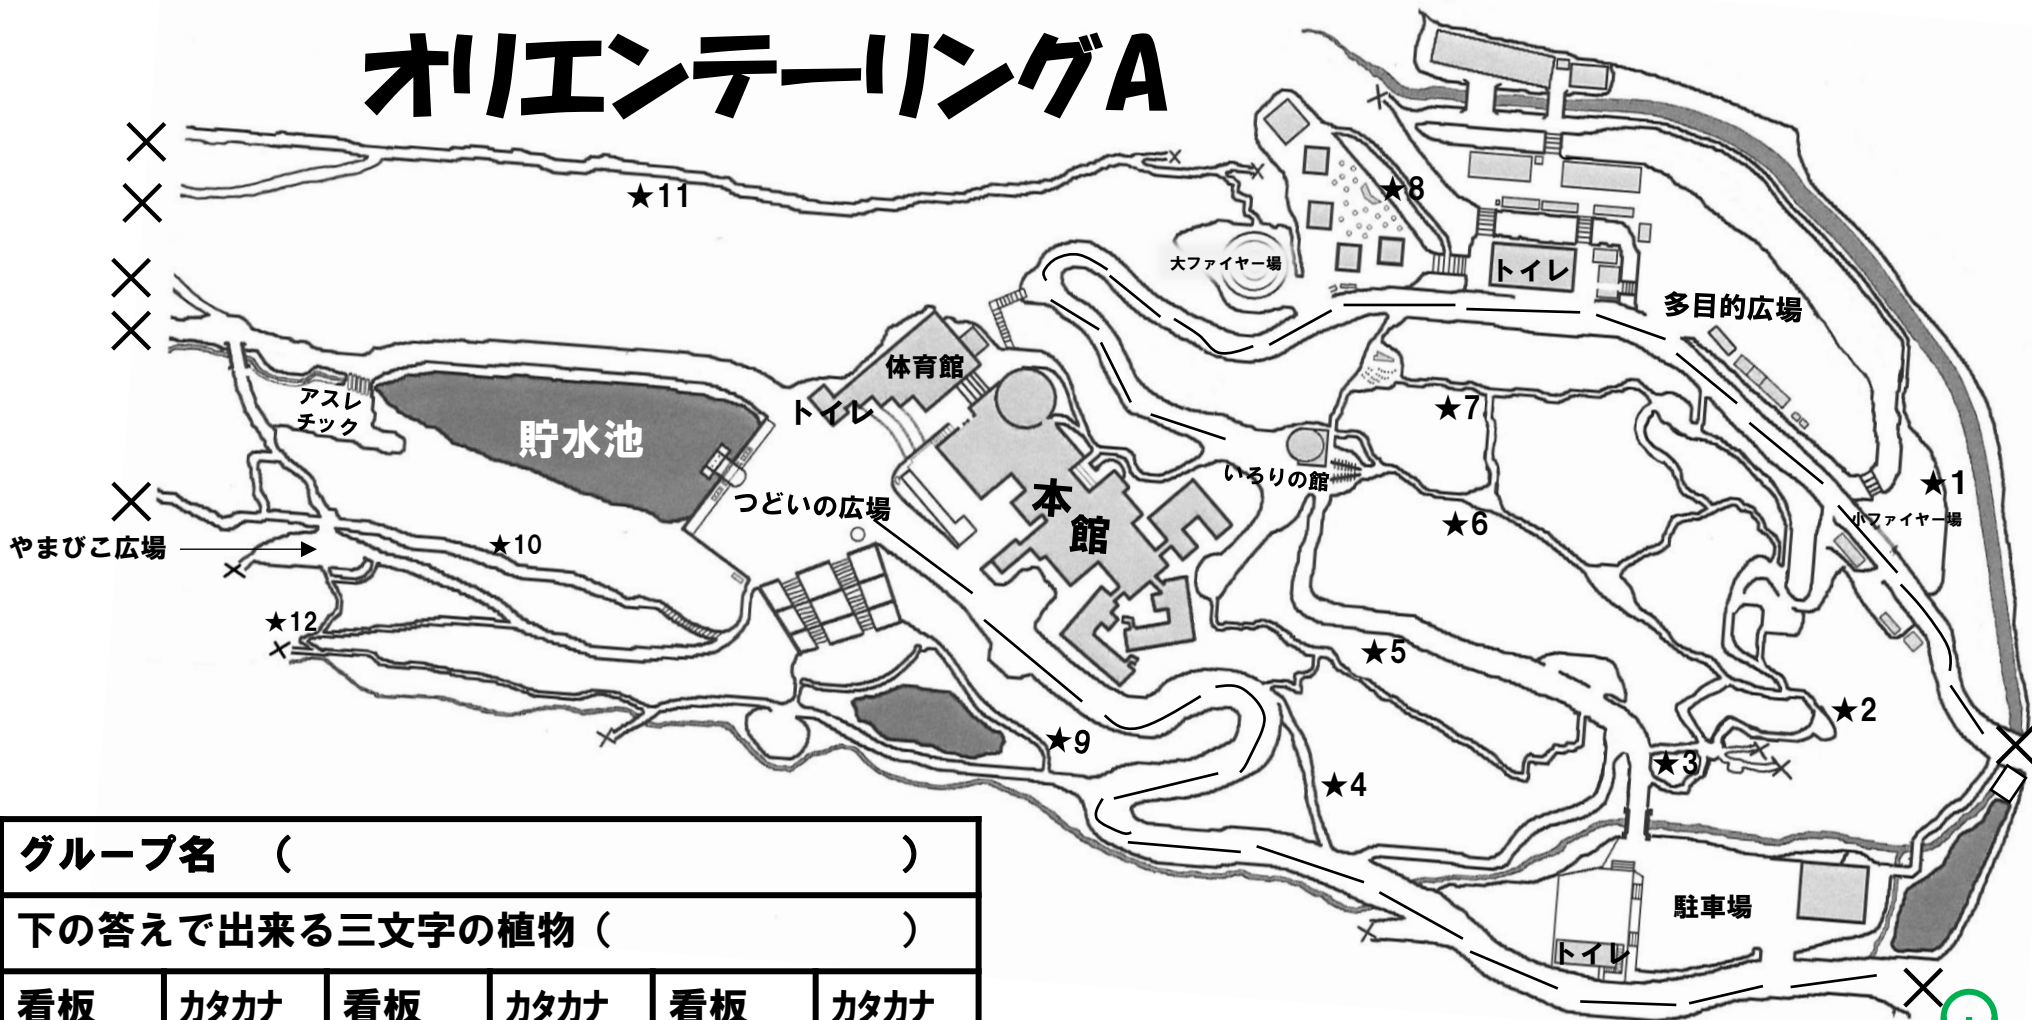 オリエンテーリングA
★11
★8
大ファイヤー場
トイレ
多目的広場
体育館
アスレ
チック
トイレ
★7
貯水池
いろりの館
★1
つどいの広場
本
館
★6
小ファイヤー場
やまびこ広場
★10
★12
★5
★2
★9
★3
★4
駐車場
トイレ
グループ名 （ ）
下の答えで出来る三文字の植物（ ）
看板 カタカナ 看板 カタカナ 看板 カタカナ